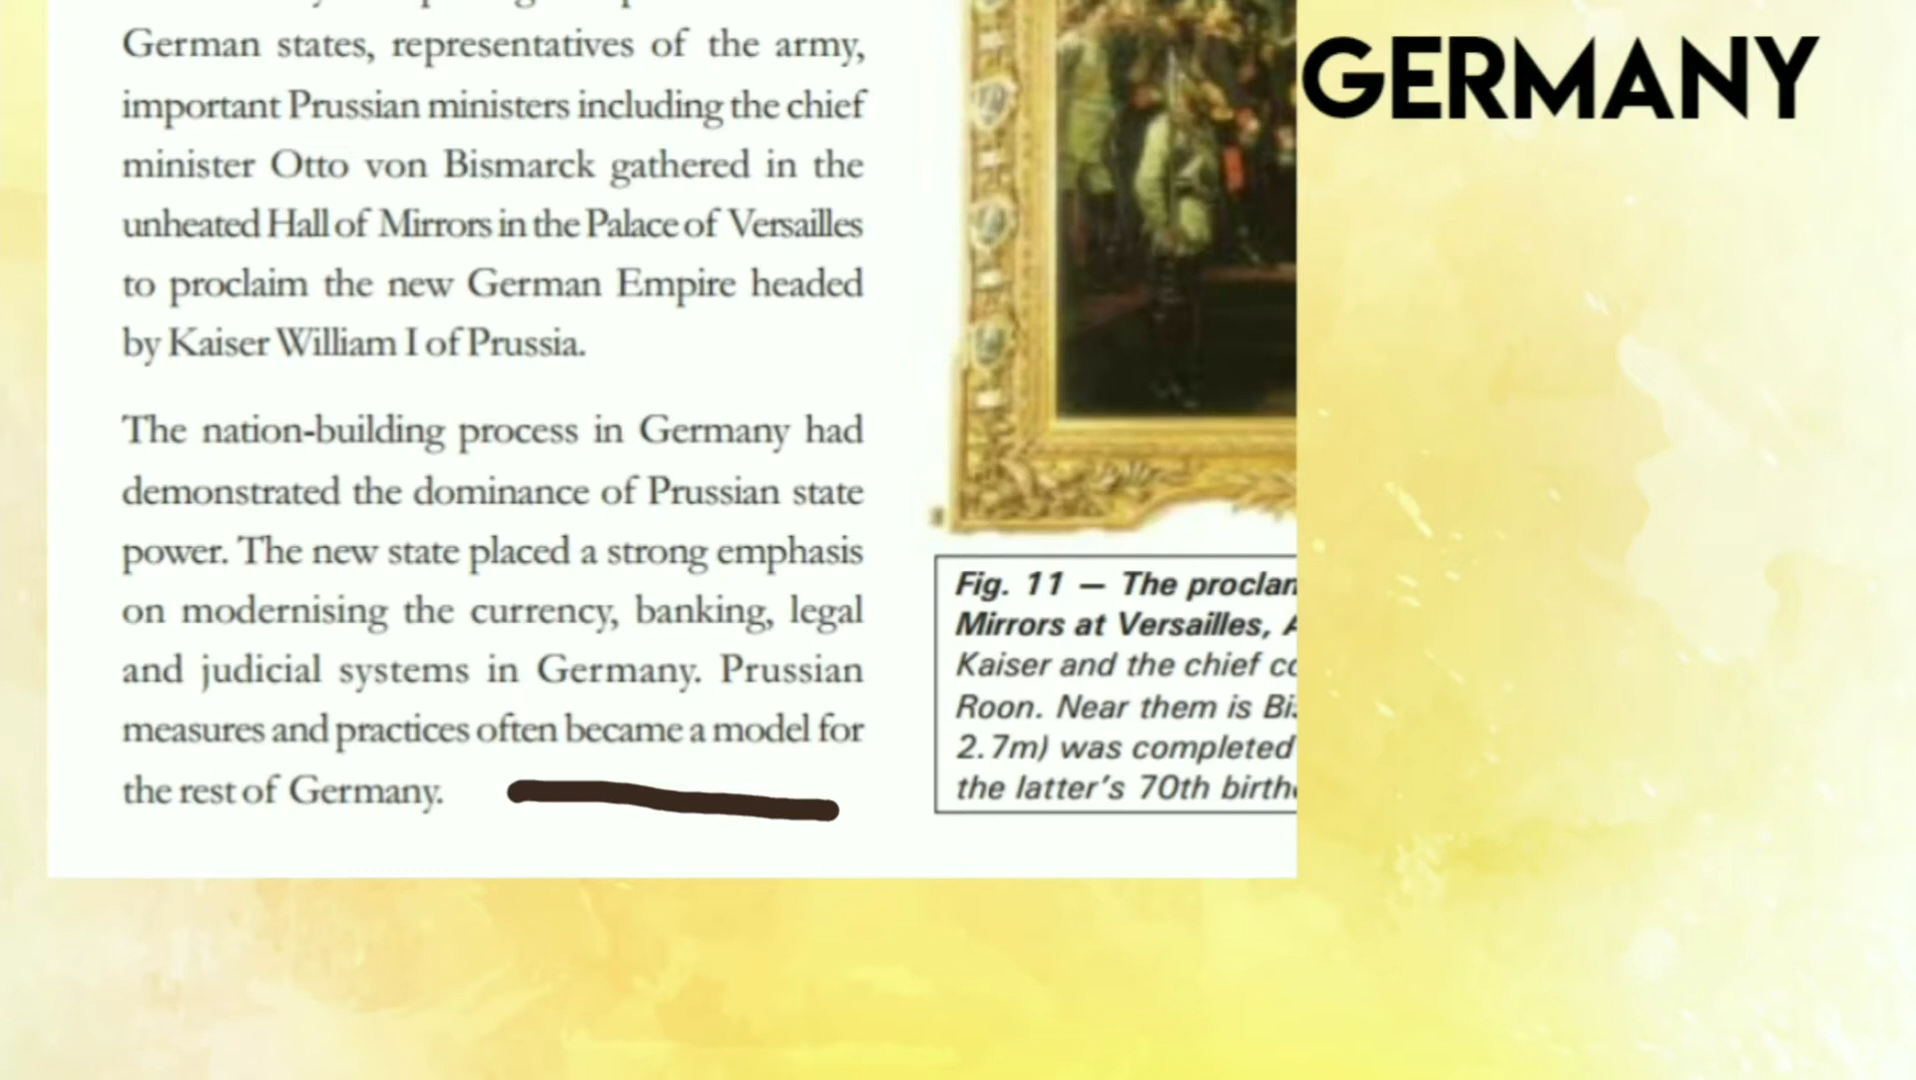 German states, representatives of the army,
important Prussian ministers including the chief
minister Otto von Bismarck gathered in the
unheated Hall of Mirrors in the Palace of Versailles
to proclaim the new German Empire headed
by Kaiser William I of Prussia.
The nation-building process in Germany had
demonstrated the dominance of Prussian state
power. The new state placed a strong emphasis
on modernising the currency, banking, legal
and judicial systems in Germany. Prussian
measures and practices often became a model for
the rest of Germany.
Fig. 11 — The proclam
Mirrors at Versailles, A
Kaiser and the chief co
Roon. Near them is Bis
2.7m) was completed
the latter's 70th birth
GERMANY